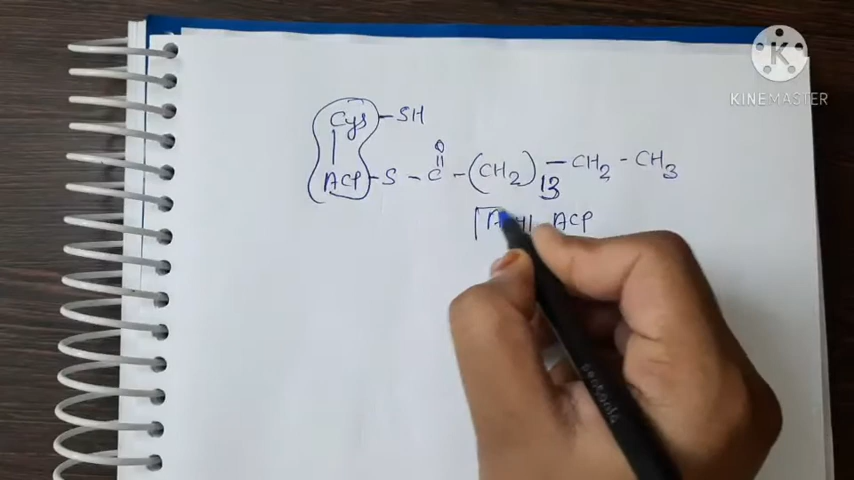 Cys - SH
O
ACP - S - C - (CH2)13 - CH2 - CH3
ACP
K
KINEMASTER